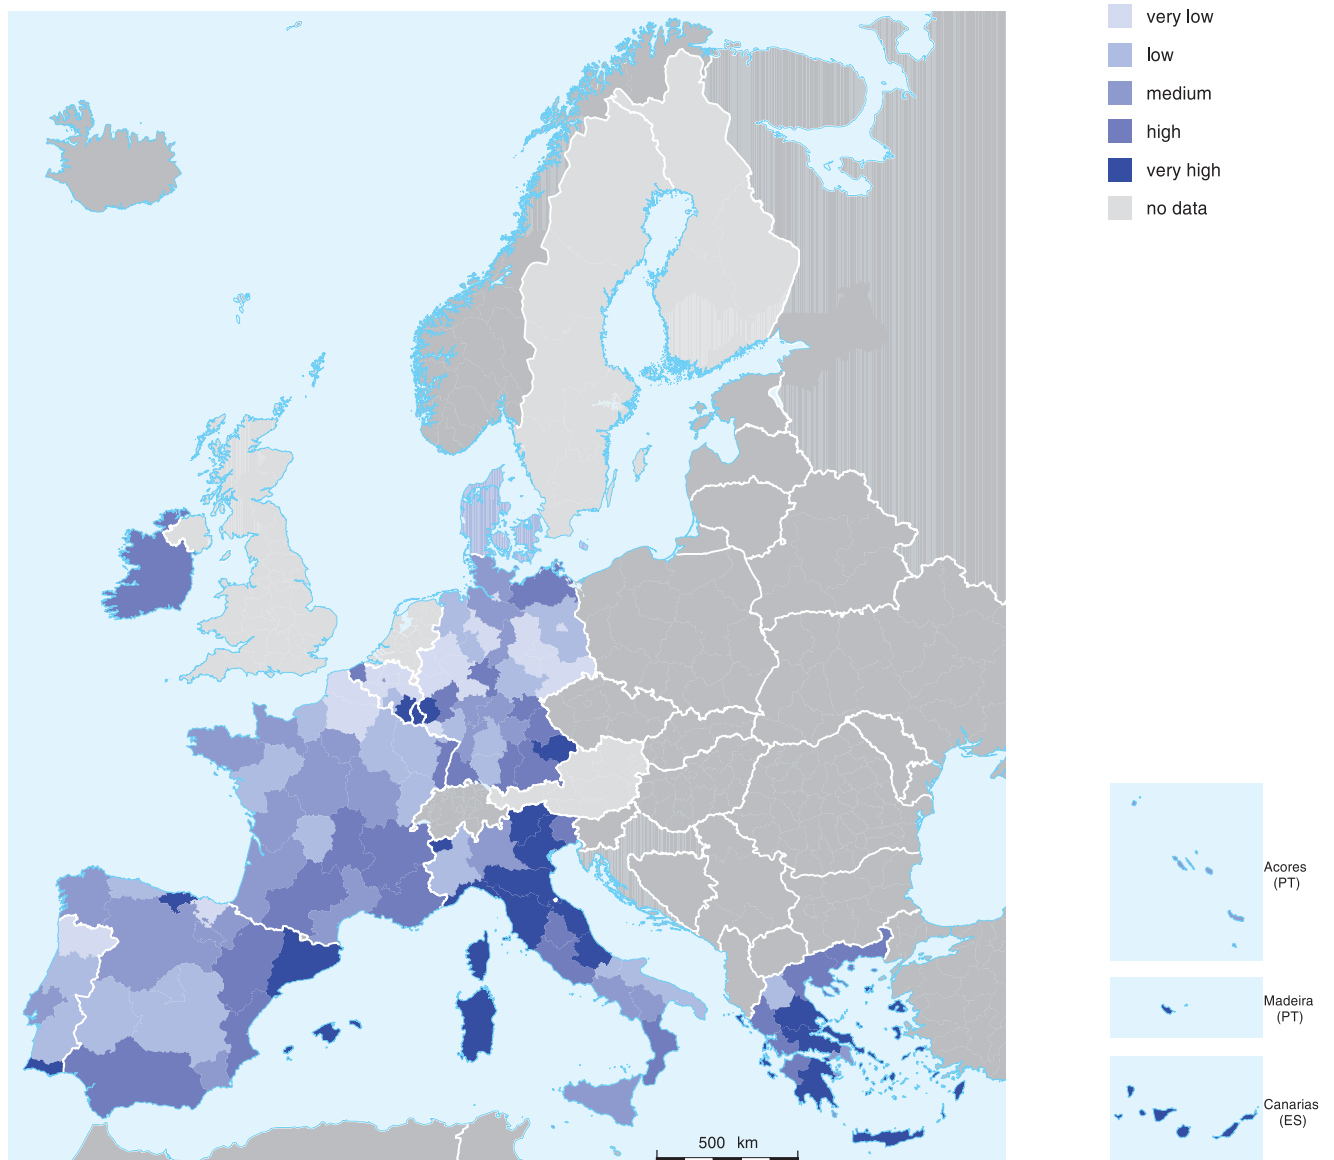 very low
low
medium
high
very high
no data
Acores
(PT)
Madeira
(PT)
Canarias
(ES)
500 km